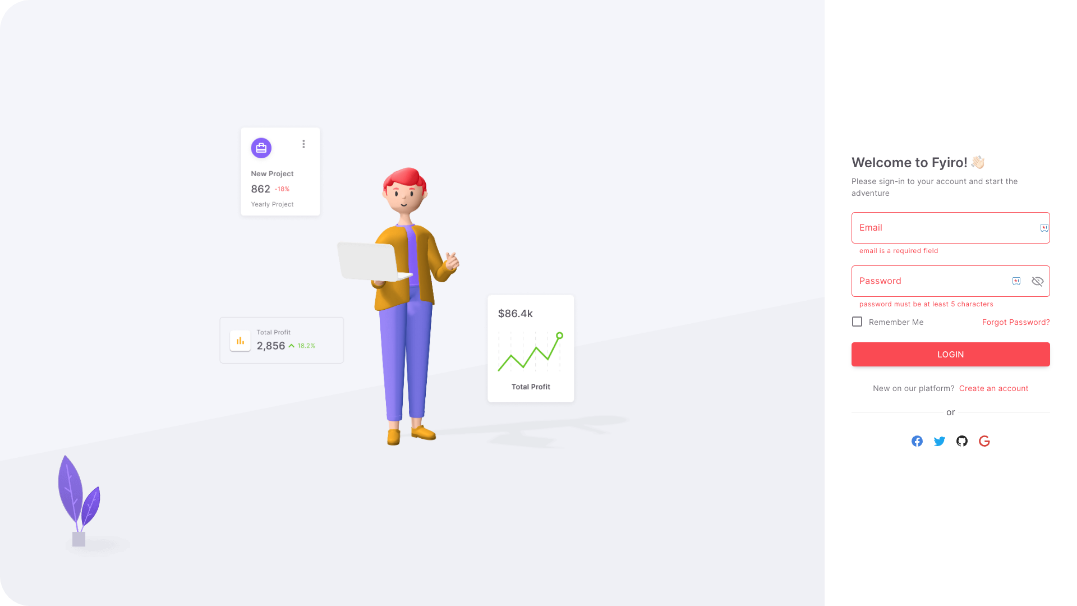 New Project
862 -18%
Yearly Project
Total Profit
2,856 18.2%
$86.4k
Total Profit
Welcome to Fyiro! 👋🏻
Please sign-in to your account and start the
adventure
Email
email is a required field
Password
password must be at least 5 characters
Remember Me
Forgot Password?
LOGIN
New on our platform? Create an account
or